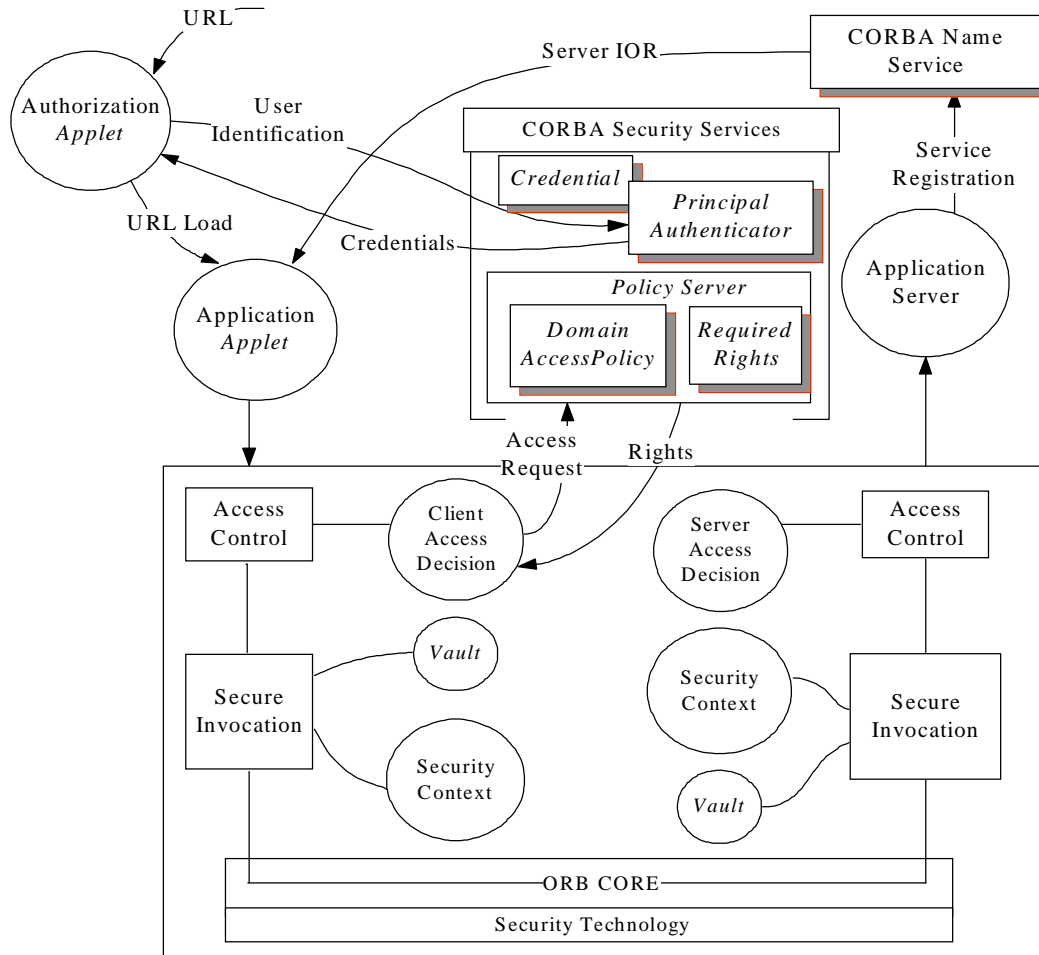 URL
Server IOR
CORBA Name
Service
Authorization
Applet
User
Identification
CORBA Security Services
Service
Registration
Credential
Principal
Authenticator
URL Load
Credentials
Application
Server
Policy Server
Application
Applet
Domain
AccessPolicy
Required
Rights
Access
Request
Rights
Access
Control
Client
Access
Decision
Server
Access
Decision
Access
Control
Vault
Secure
Invocation
Security
Context
Security
Context
Secure
Invocation
Vault
ORB CORE
Security Technology